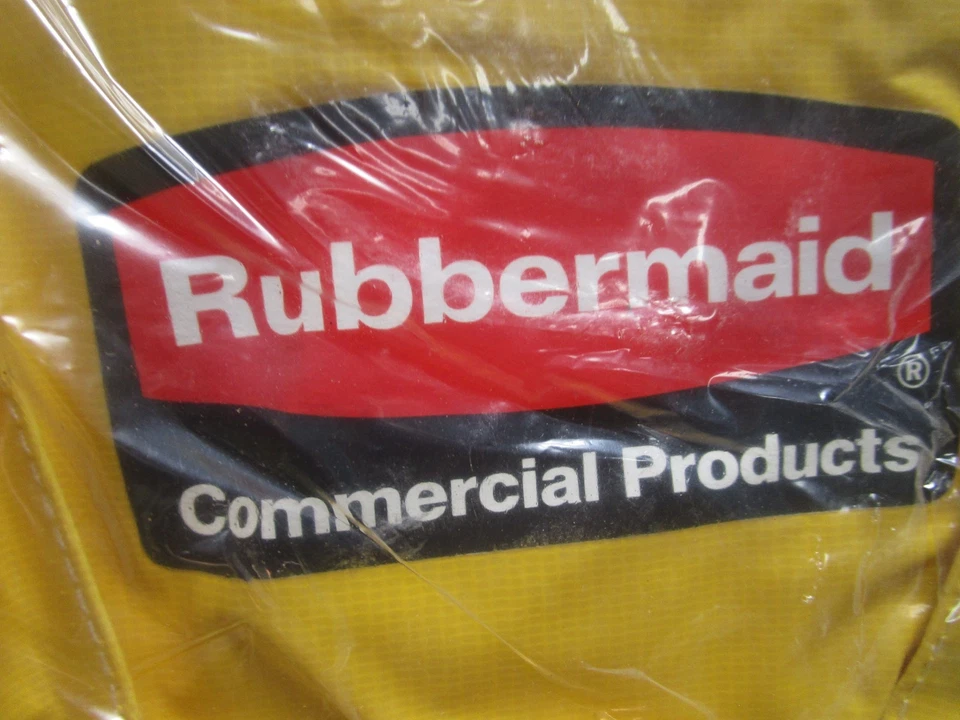 Rubbermaid
®
Commercial Products